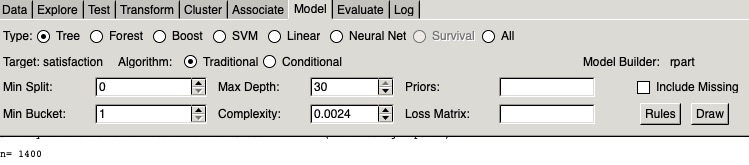 Data Explore Test Transform Cluster Associate Model Evaluate Log
Type: Tree Forest Boost SVM Linear Neural Net Survival All
Target: satisfaction Algorithm: Traditional Conditional Model Builder: rpart
Min Split: 0 Max Depth: 30 Priors: Include Missing
Min Bucket: 1 Complexity: 0.0024 Loss Matrix: Rules Draw
n= 1400